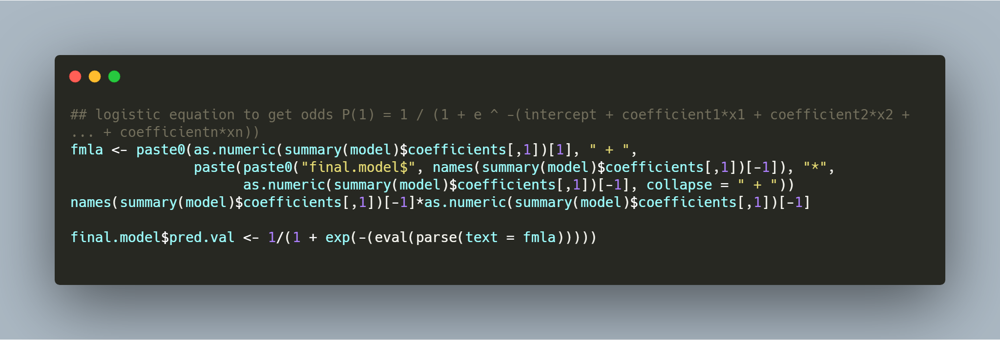 ## logistic equation to get odds P(1) = 1 / (1 + e ^ -(intercept + coefficient1*x1 + coefficient2*x2 +
... + coefficientn*xn))
fmla <- paste0(as.numeric(summary(model)$coefficients[,1])[1], " + ",
               paste(paste0("final.model$", names(summary(model)$coefficients[,1])[-1]), "*",
                     as.numeric(summary(model)$coefficients[,1])[-1], collapse = " + "))
names(summary(model)$coefficients[,1])[-1]*as.numeric(summary(model)$coefficients[,1])[-1]
final.model$pred.val <- 1/(1 + exp(-(eval(parse(text = fmla)))))